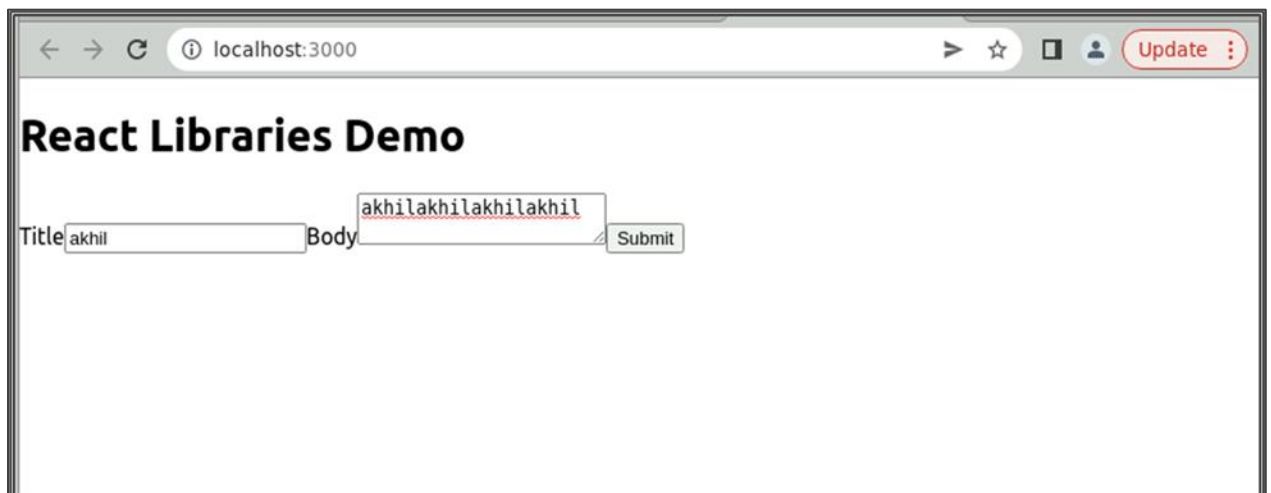 localhost:3000
Update
React Libraries Demo
akhilakhilakhilakhil
Title akhil Body Submit